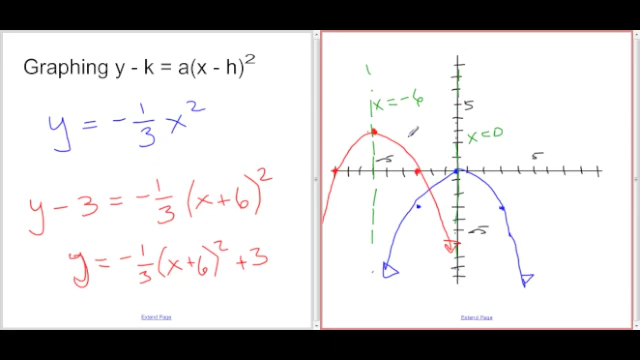 Graphing y - k = a(x - h)²
y = -1/3 x²
y - 3 = -1/3 (x+6)²
y = -1/3 (x+6)² + 3
Extend Page
x = -6
5
x = 0
-5
5
-5
Extend Page